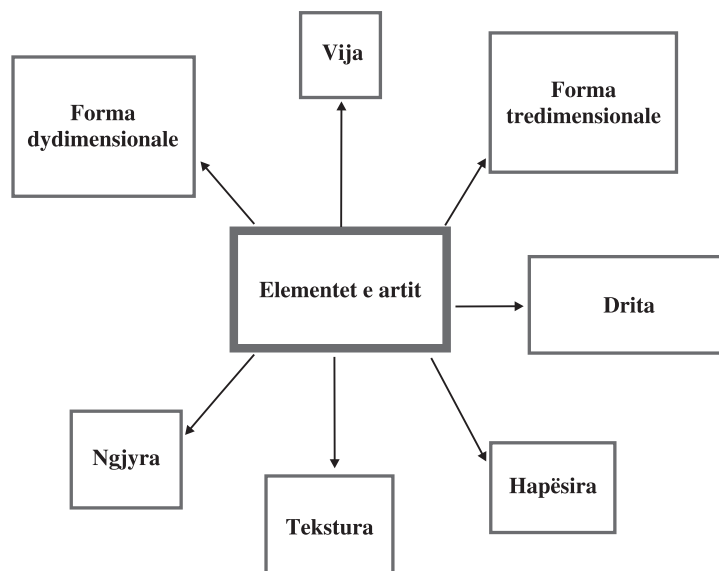 Vija
Forma
dydimensionale
Forma
tredimensionale
Elementet e artit
Drita
Ngjyra
Tekstura
Hapësira